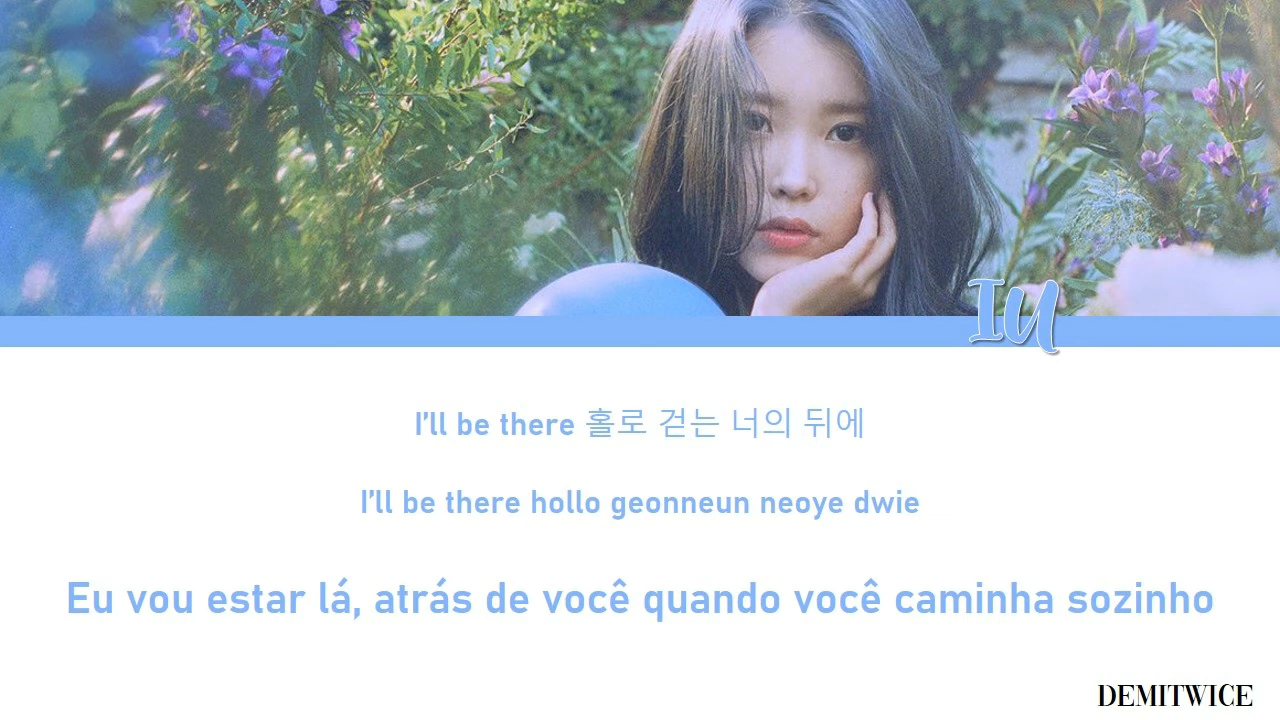 IU
I'll be there 홀로 걷는 너의 뒤에
I'll be there hollo geonneun neoye dwie
Eu vou estar lá, atrás de você quando você caminha sozinho
DEMITWICE